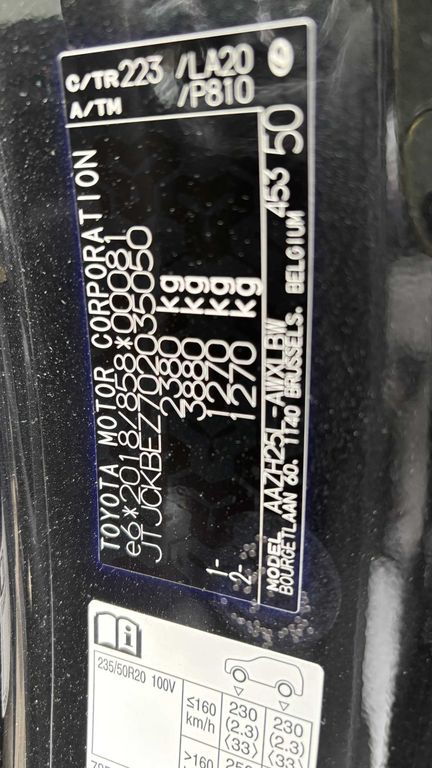 TOYOTA MOTOR CORPORATION
e6*2018/858*00081
JTJCKBEZ702035050
2380 kg
3880 kg
1- 1270 kg
2- 1270 kg
MODEL AAZH25L-AWXLBW 453 50
BOURGETLAAN 60. 1140 BRUSSELS. BELGIUM
C/TR 223 /LA20
A/TM /P810
235/50R20 100V
≤160 km/h
230 (2.3) ⟨33⟩
230 (2.3) ⟨33⟩
>160